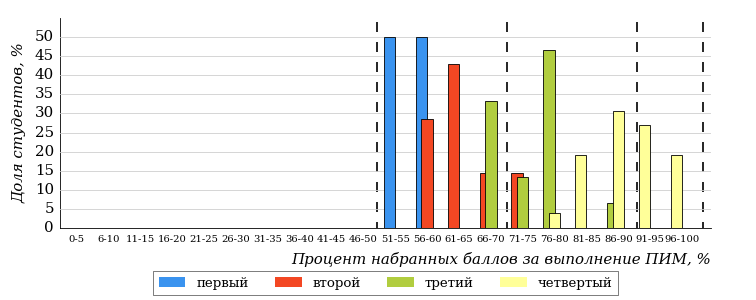 Доля студентов, %
50
45
40
35
30
25
20
15
10
5
0
0-5 6-10 11-15 16-20 21-25 26-30 31-35 36-40 41-45 46-50 51-55 56-60 61-65 66-70 71-75 76-80 81-85 86-90 91-95 96-100
Процент набранных баллов за выполнение ПИМ, %
первый второй третий четвертый